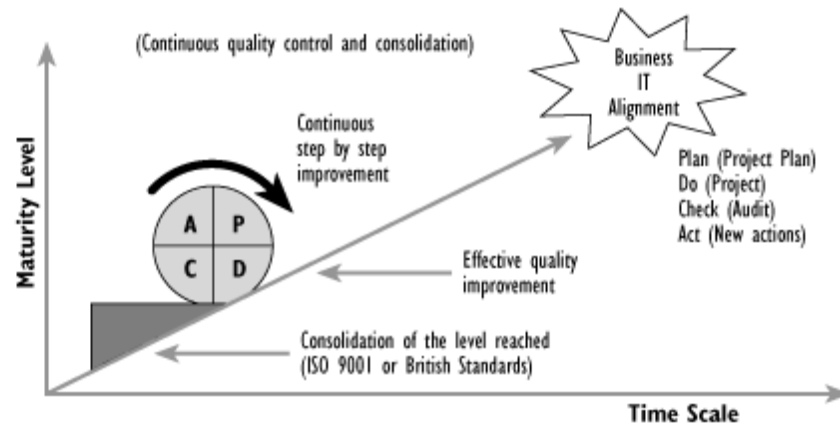 (Continuous quality control and consolidation)
Business
IT
Alignment
Continuous
step by step
improvement
Plan (Project Plan)
Do (Project)
Check (Audit)
Act (New actions)
Maturity Level
A P
C D
Effective quality
improvement
Consolidation of the level reached
(ISO 9001 or British Standards)
Time Scale